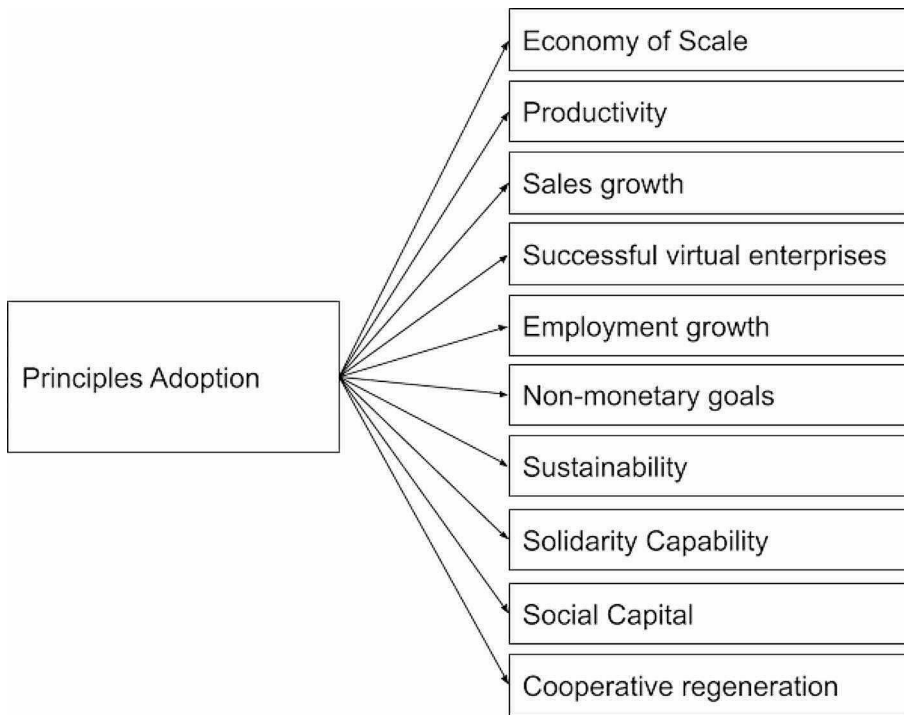 Economy of Scale
Productivity
Sales growth
Successful virtual enterprises
Employment growth
Principles Adoption
Non-monetary goals
Sustainability
Solidarity Capability
Social Capital
Cooperative regeneration